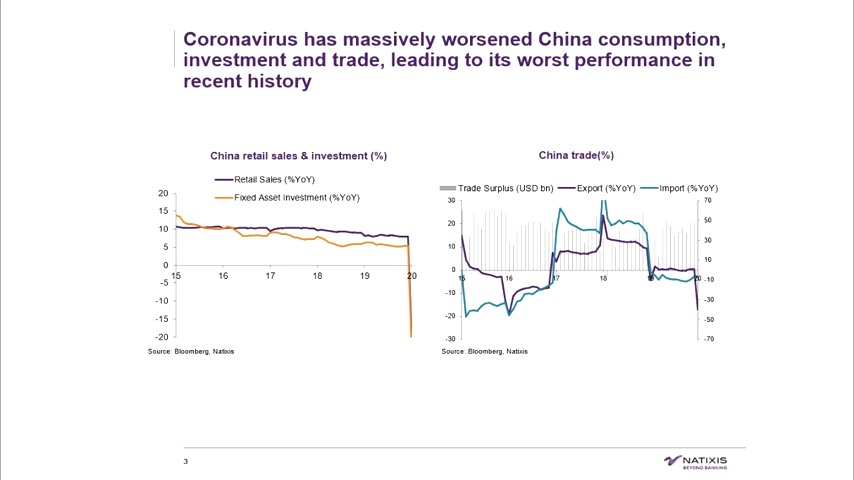 Coronavirus has massively worsened China consumption,
investment and trade, leading to its worst performance in
recent history
China retail sales & investment (%)
Retail Sales (%YoY)
Fixed Asset Investment (%YoY)
20
15
10
5
0
-5
-10
-15
-20
15 16 17 18 19 20
Source: Bloomberg, Natixis
China trade(%)
Trade Surplus (USD bn) Export (%YoY) Import (%YoY)
30
20
10
0
-10
-20
-30
15 16 17 18 19 20
70
50
30
10
-10
-30
-50
-70
Source: Bloomberg, Natixis
3
NATIXIS
BEYOND BANKING